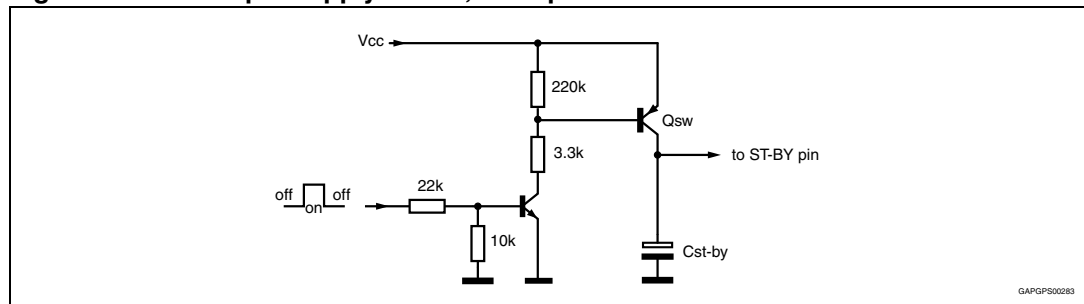 Vcc
220k
Qsw
3.3k
to ST-BY pin
off
on
off
22k
10k
Cst-by
GAPGPS00283